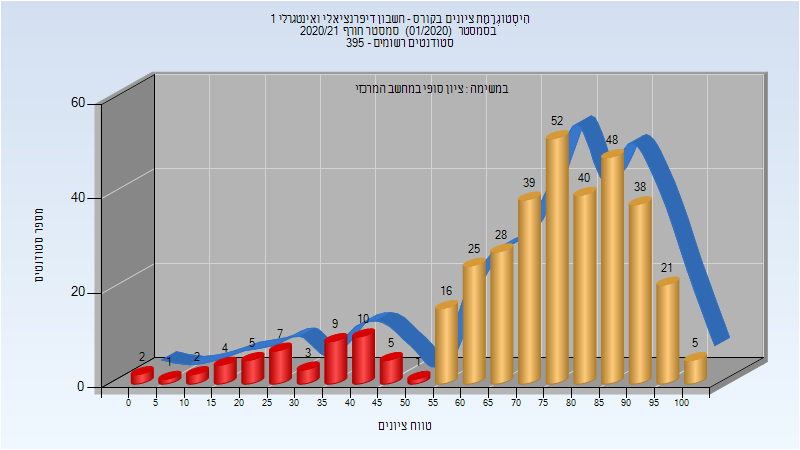 היסטוגרמת ציונים בקורס - חשבון דיפרנציאלי ואינטגרלי 1
בסמסטר (01/2020) סמסטר חורף 2020/21
סטודנטים רשומים - 395
במשימה : ציון סופי במחשב המרכזי
60
40
20
0
מספר סטודנטים
2 1 2 4 5 7 3 9 10 5 1 16 25 28 39 52 40 48 38 21 5
0 5 10 15 20 25 30 35 40 45 50 55 60 65 70 75 80 85 90 95 100
טווח ציונים